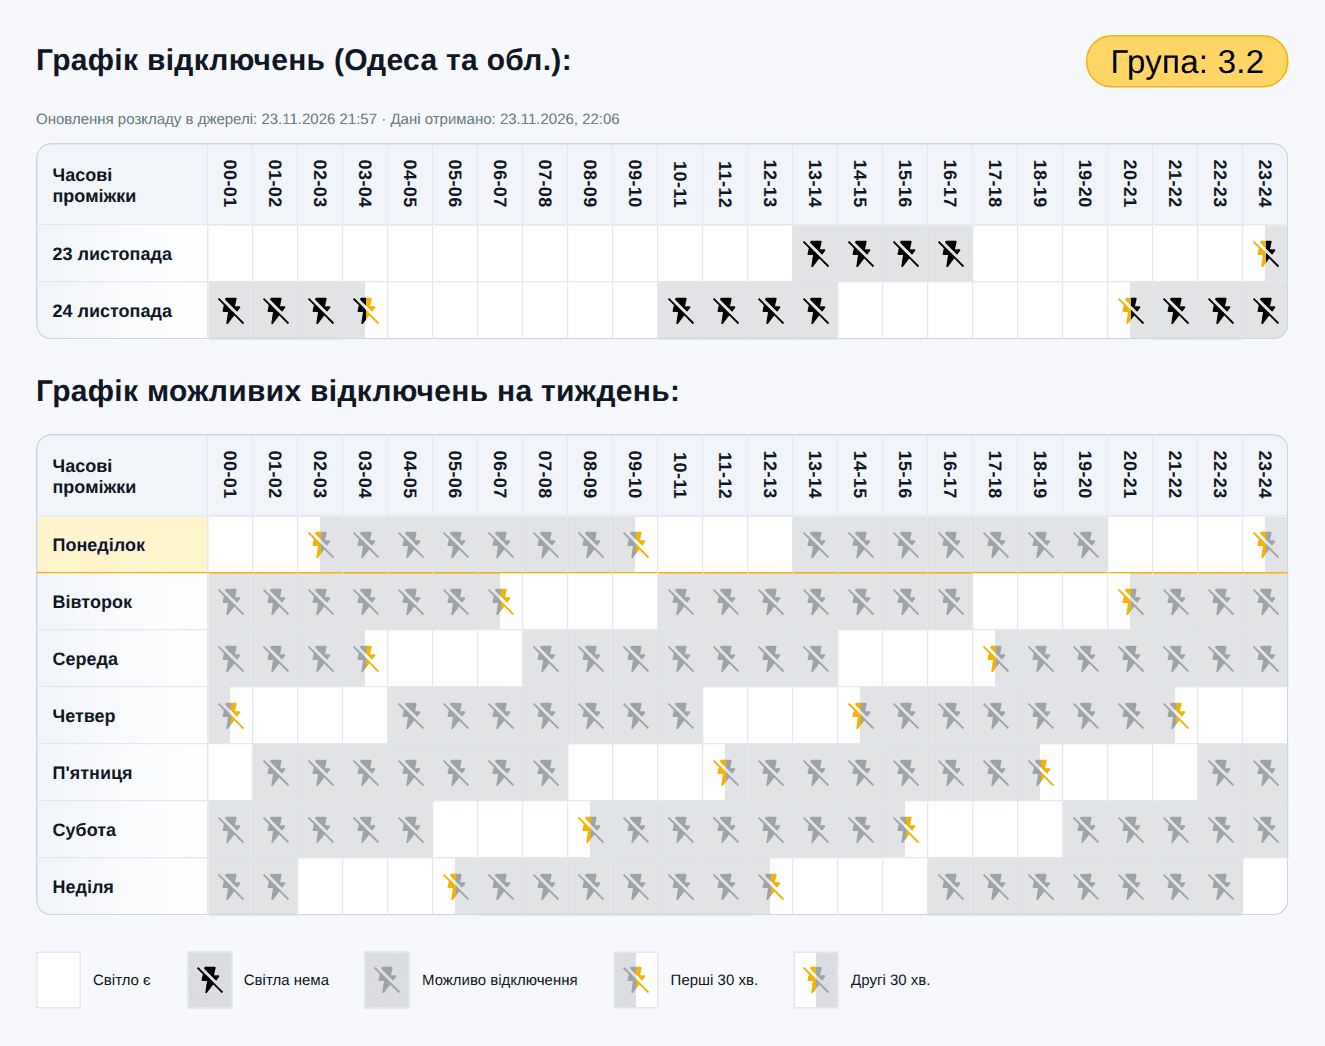 Графік відключень (Одеса та обл.):
Група: 3.2
Оновлення розкладу в джерелі: 23.11.2026 21:57 · Дані отримано: 23.11.2026, 22:06
Часові проміжки 00-01 01-02 02-03 03-04 04-05 05-06 06-07 07-08 08-09 09-10 10-11 11-12 12-13 13-14 14-15 15-16 16-17 17-18 18-19 19-20 20-21 21-22 22-23 23-24
23 листопада
24 листопада
Графік можливих відключень на тиждень:
Часові проміжки 00-01 01-02 02-03 03-04 04-05 05-06 06-07 07-08 08-09 09-10 10-11 11-12 12-13 13-14 14-15 15-16 16-17 17-18 18-19 19-20 20-21 21-22 22-23 23-24
Понеділок
Вівторок
Середа
Четвер
П'ятниця
Субота
Неділя
Світло є Світла нема Можливо відключення Перші 30 хв. Другі 30 хв.